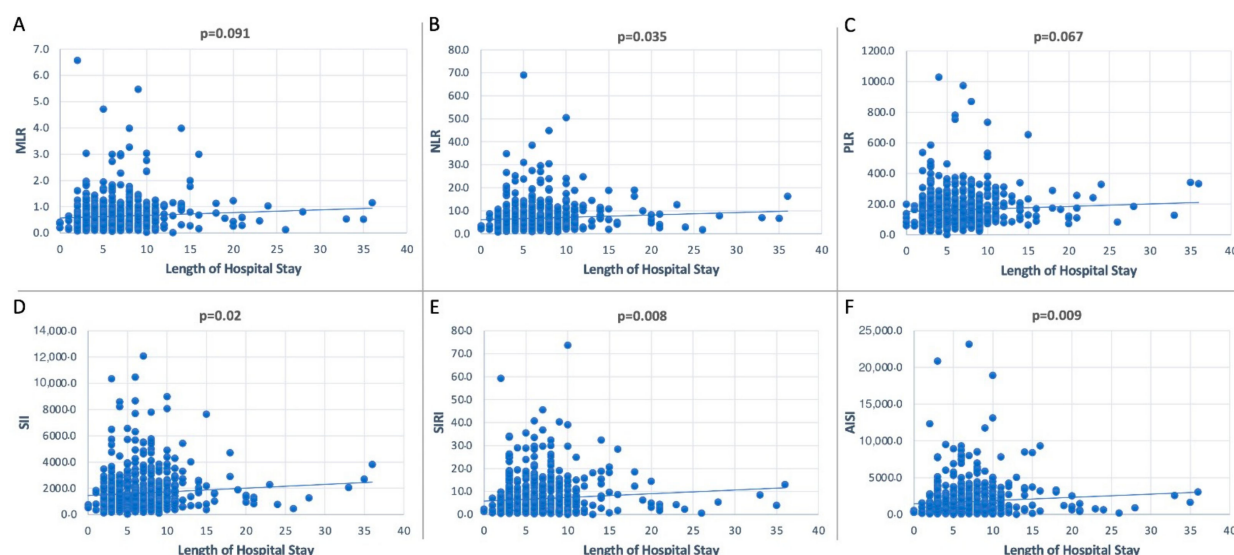 A
p=0.091
7.0
6.0
5.0
4.0
3.0
2.0
1.0
0.0
MLR
0 5 10 15 20 25 30 35 40
Length of Hospital Stay
B
p=0.035
80.0
70.0
60.0
50.0
40.0
30.0
20.0
10.0
0.0
NLR
0 5 10 15 20 25 30 35 40
Length of Hospital Stay
C
p=0.067
1200.0
1000.0
800.0
600.0
400.0
200.0
0.0
PLR
0 5 10 15 20 25 30 35 40
Length of Hospital Stay
D
p=0.02
14,000-0
12,000-0
10,000-0
8000-0
6000-0
4000-0
2000-0
0.0
SII
0 5 10 15 20 25 30 35 40
Length of Hospital Stay
E
p=0.008
80.0
70.0
60.0
50.0
40.0
30.0
20.0
10.0
0.0
SIRI
0 5 10 15 20 25 30 35 40
Length of Hospital Stay
F
p=0.009
25,000.0
20,000.0
15,000.0
10,000.0
5000.0
0.0
AISI
0 5 10 15 20 25 30 35 40
Length of Hospital Stay